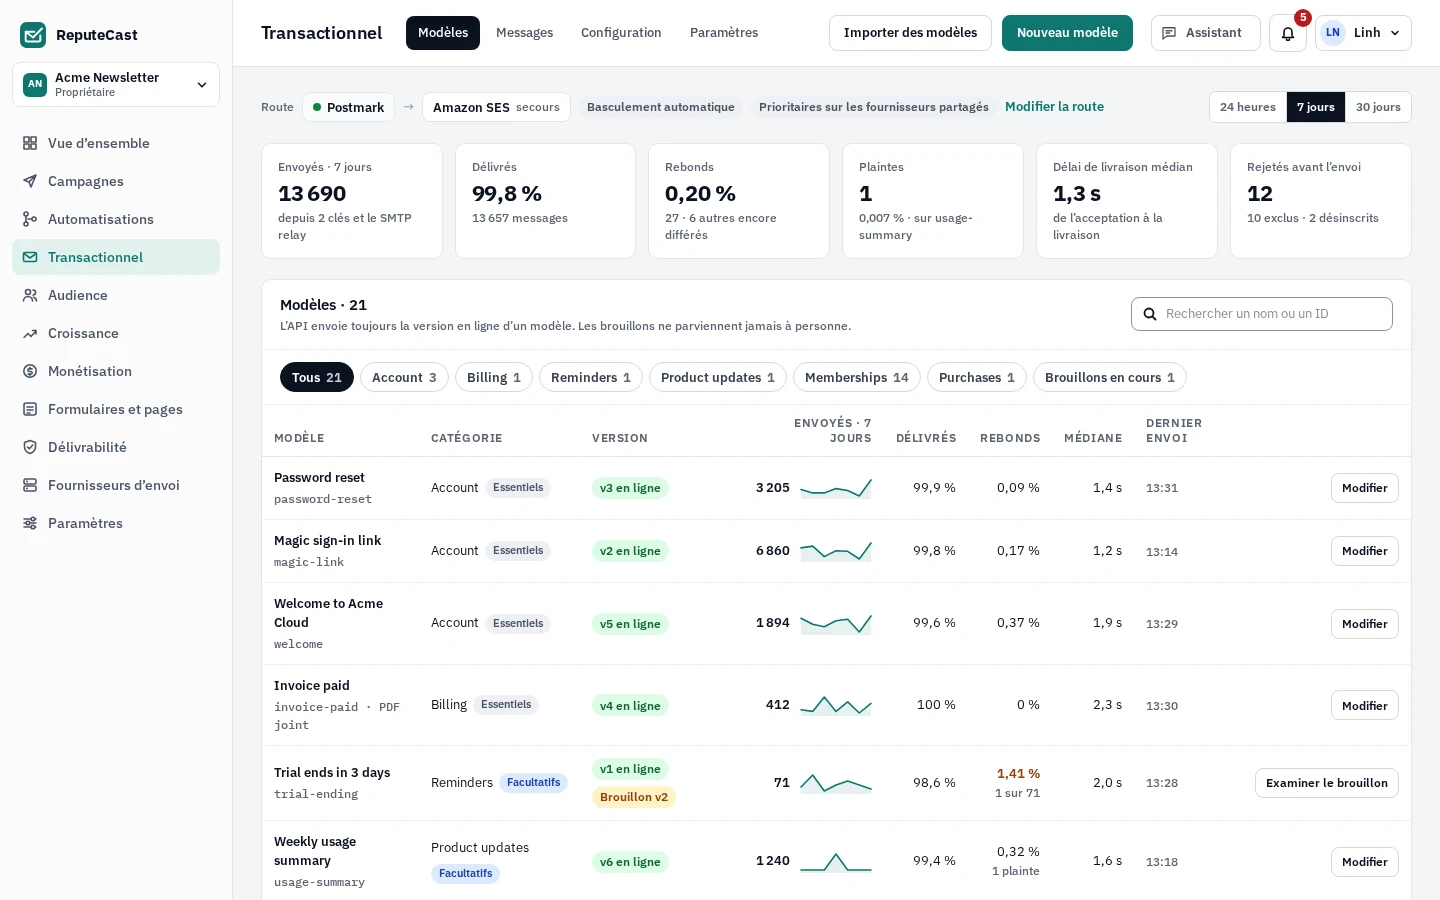 ReputeCast
AN
Acme Newsletter
Propriétaire
Vue d’ensemble
Campagnes
Automatisations
Transactionnel
Audience
Croissance
Monétisation
Formulaires et pages
Délivrabilité
Fournisseurs d’envoi
Paramètres
Transactionnel
Modèles
Messages
Configuration
Paramètres
Importer des modèles
Nouveau modèle
Assistant
5
LN
Linh
Route
Postmark
→
Amazon SES secours
Basculement automatique
Prioritaires sur les fournisseurs partagés
Modifier la route
24 heures
7 jours
30 jours
Envoyés · 7 jours
13 690
depuis 2 clés et le SMTP
relay
Délivrés
99,8 %
13 657 messages
Rebonds
0,20 %
27 · 6 autres encore
différés
Plaintes
1
0,007 % · sur usage-
summary
Délai de livraison médian
1,3 s
de l’acceptation à la
livraison
Rejetés avant l’envoi
12
10 exclus · 2 désinscrits
Modèles · 21
L’API envoie toujours la version en ligne d’un modèle. Les brouillons ne parviennent jamais à personne.
Rechercher un nom ou un ID
Tous 21
Account 3
Billing 1
Reminders 1
Product updates 1
Memberships 14
Purchases 1
Brouillons en cours 1
MODÈLE
CATÉGORIE
VERSION
ENVOYÉS · 7
JOURS
DÉLIVRÉS
REBONDS
MÉDIANE
DERNIER
ENVOI
Password reset
password-reset
Account Essentiels
v3 en ligne
3 205
99,9 %
0,09 %
1,4 s
13:31
Modifier
Magic sign-in link
magic-link
Account Essentiels
v2 en ligne
6 860
99,8 %
0,17 %
1,2 s
13:14
Modifier
Welcome to Acme
Cloud
welcome
Account Essentiels
v5 en ligne
1 894
99,6 %
0,37 %
1,9 s
13:29
Modifier
Invoice paid
invoice-paid · PDF
joint
Billing Essentiels
v4 en ligne
412
100 %
0 %
2,3 s
13:30
Modifier
Trial ends in 3 days
trial-ending
Reminders Facultatifs
v1 en ligne
Brouillon v2
71
98,6 %
1,41 %
1 sur 71
2,0 s
13:28
Examiner le brouillon
Weekly usage
summary
usage-summary
Product updates
Facultatifs
v6 en ligne
1 240
99,4 %
0,32 %
1 plainte
1,6 s
13:18
Modifier